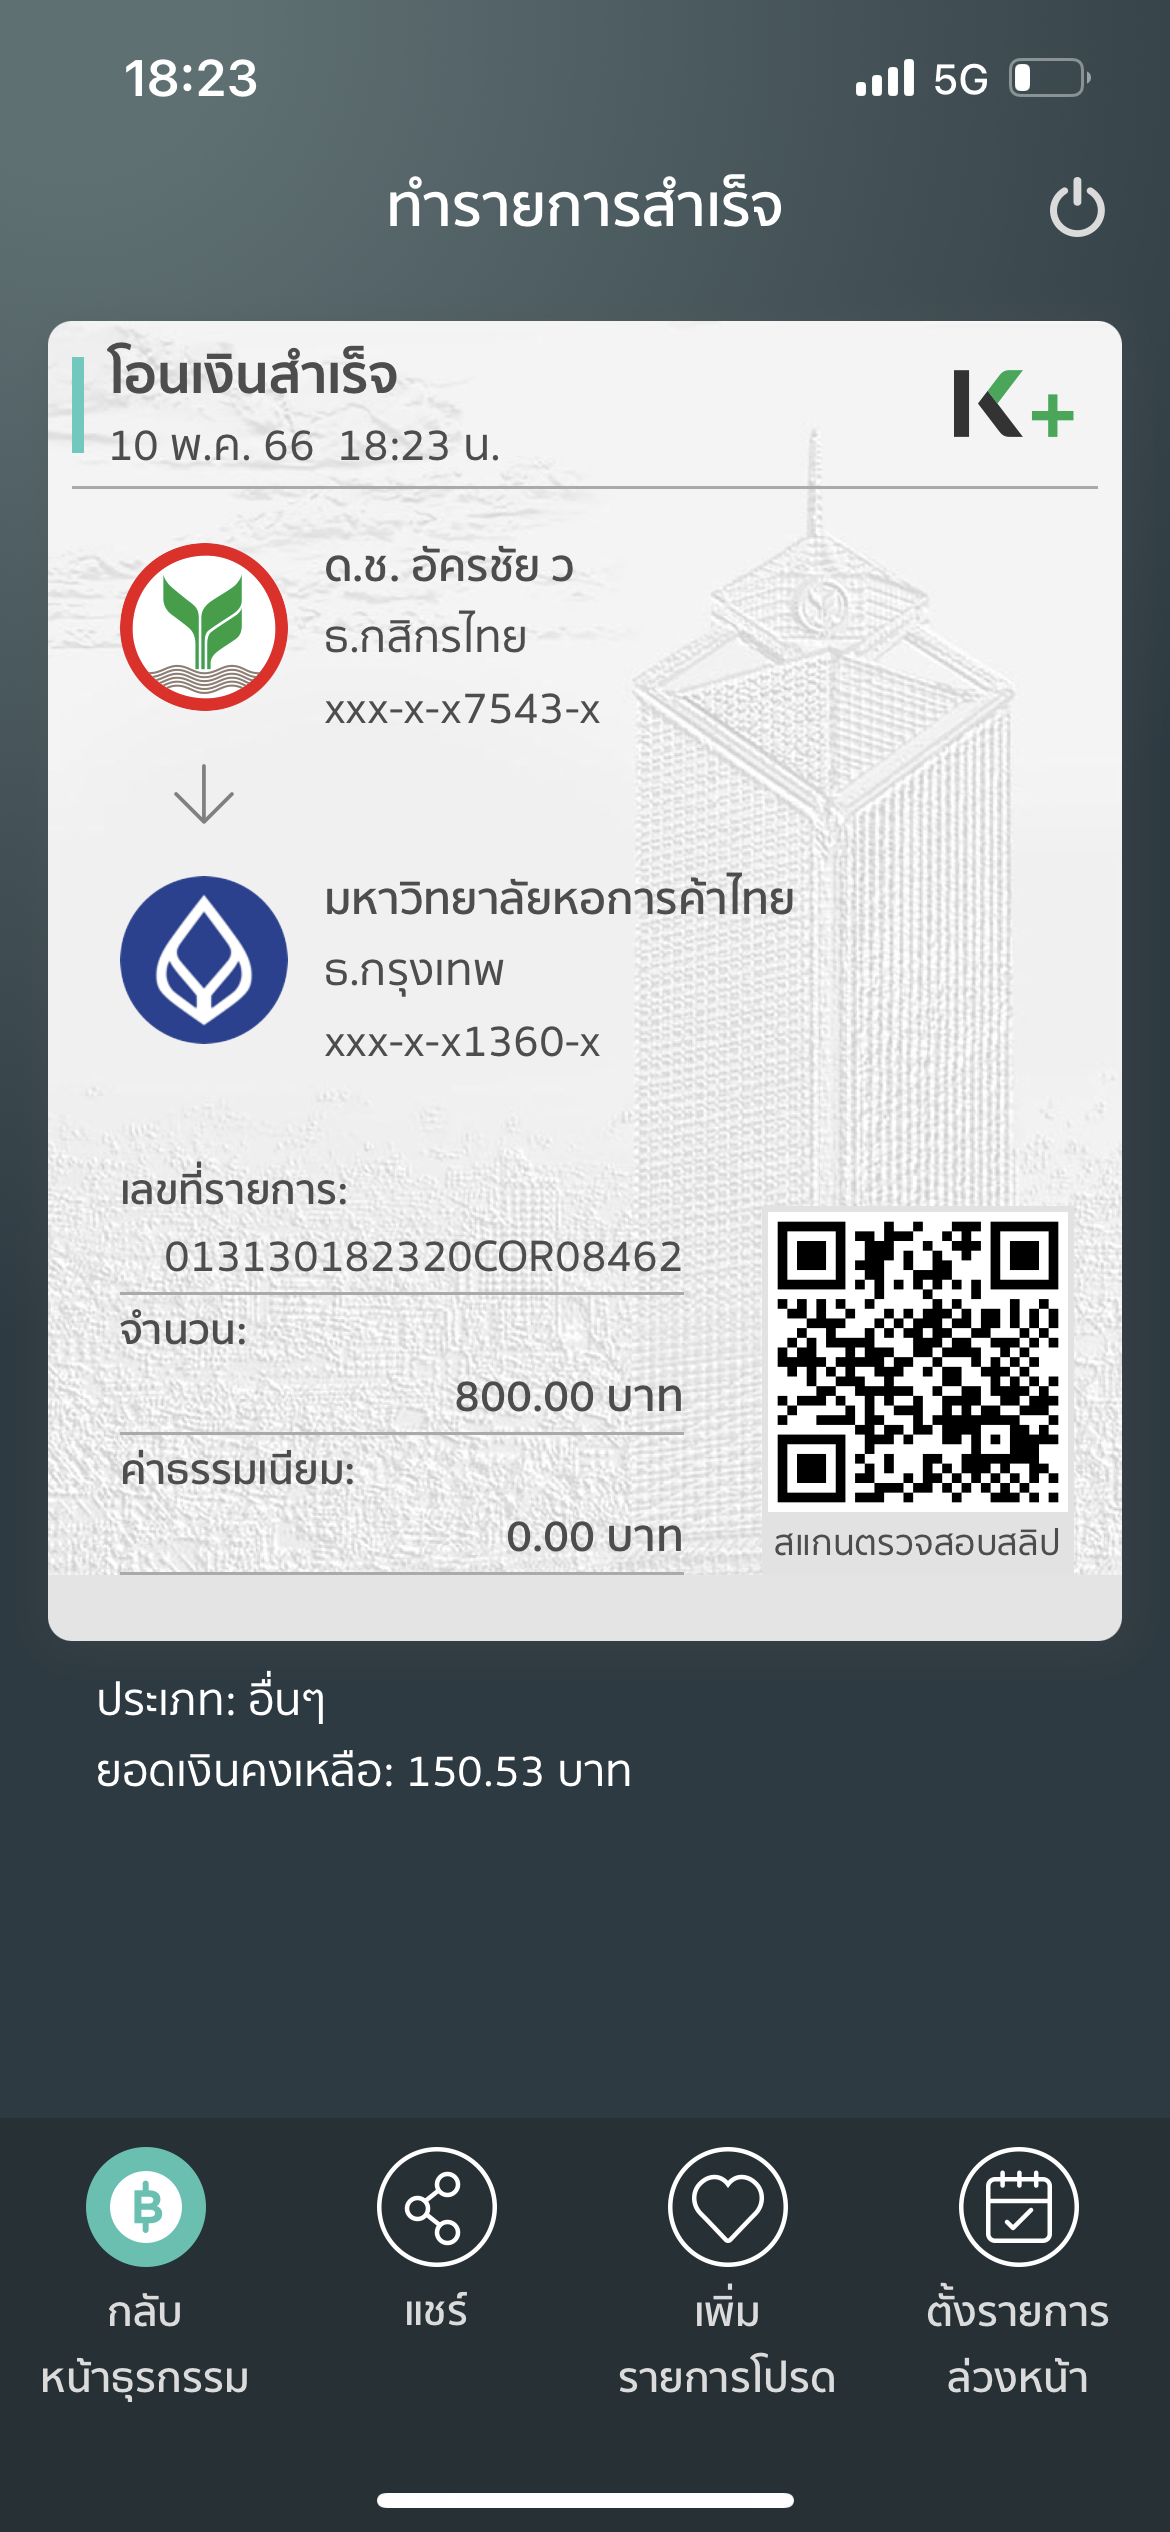 18:23 5G
ทำรายการสำเร็จ
โอนเงินสำเร็จ
10 พ.ค. 66 18:23 น.
K+
ด.ช. อัครชัย ว
ธ.กสิกรไทย
xxx-x-x7543-x
มหาวิทยาลัยหอการค้าไทย
ธ.กรุงเทพ
xxx-x-x1360-x
เลขที่รายการ:
013130182320COR08462
จำนวน:
800.00 บาท
ค่าธรรมเนียม:
0.00 บาท
สแกนตรวจสอบสลิป
ประเภท: อื่นๆ
ยอดเงินคงเหลือ: 150.53 บาท
กลับ
หน้าธุรกรรม
แชร์
เพิ่ม
รายการโปรด
ตั้งรายการ
ล่วงหน้า